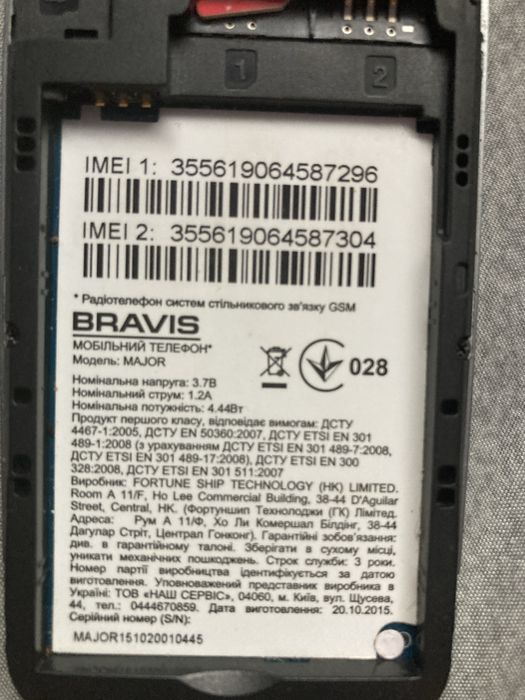 1 2
IMEI 1: 355619064587296
IMEI 2: 355619064587304
* Радіотелефон систем стільникового зв'язку GSM
BRAVIS
МОБІЛЬНИЙ ТЕЛЕФОН*
Модель: MAJOR
028
Номінальна напруга: 3.7В
Номінальний струм: 1.2А
Номінальна потужність: 4.44Вт
Продукт першого класу, відповідає вимогам: ДСТУ
4467-1:2005, ДСТУ EN 50360:2007, ДСТУ ETSI EN 301
489-1:2008 (з урахуванням ДСТУ ETSI EN 301 489-7:2008,
ДСТУ ETSI EN 301 489-17:2008), ДСТУ ETSI EN 300
328:2008, ДСТУ ETSI EN 301 511:2007
Виробник: FORTUNE SHIP TECHNOLOGY (HK) LIMITED.
Room A 11/F, Ho Lee Commercial Building, 38-44 D'Aguilar
Street, Central, HK. (Фортуншип Технолоджи (ГК) Лімітед.
Адреса: Рум А 11/Ф, Хо Ли Комершал Білдінг, 38-44
Дагулар Стріт, Централ Гонконг). Гарантійні зобов'язання:
див. в гарантійному талоні. Зберігати в сухому місці,
уникати механічних пошкоджень. Строк служби: 3 роки.
Номер партії виробництва ідентифікується за датою
виготовлення. Уповноважений представник виробника в
Україні: ТОВ «НАШ СЕРВІС», 04060, м. Київ, вул. Щусева,
44, тел.: 0444670859. Дата виготовлення: 20.10.2015.
Серійний номер (S/N):
MAJOR151020010445